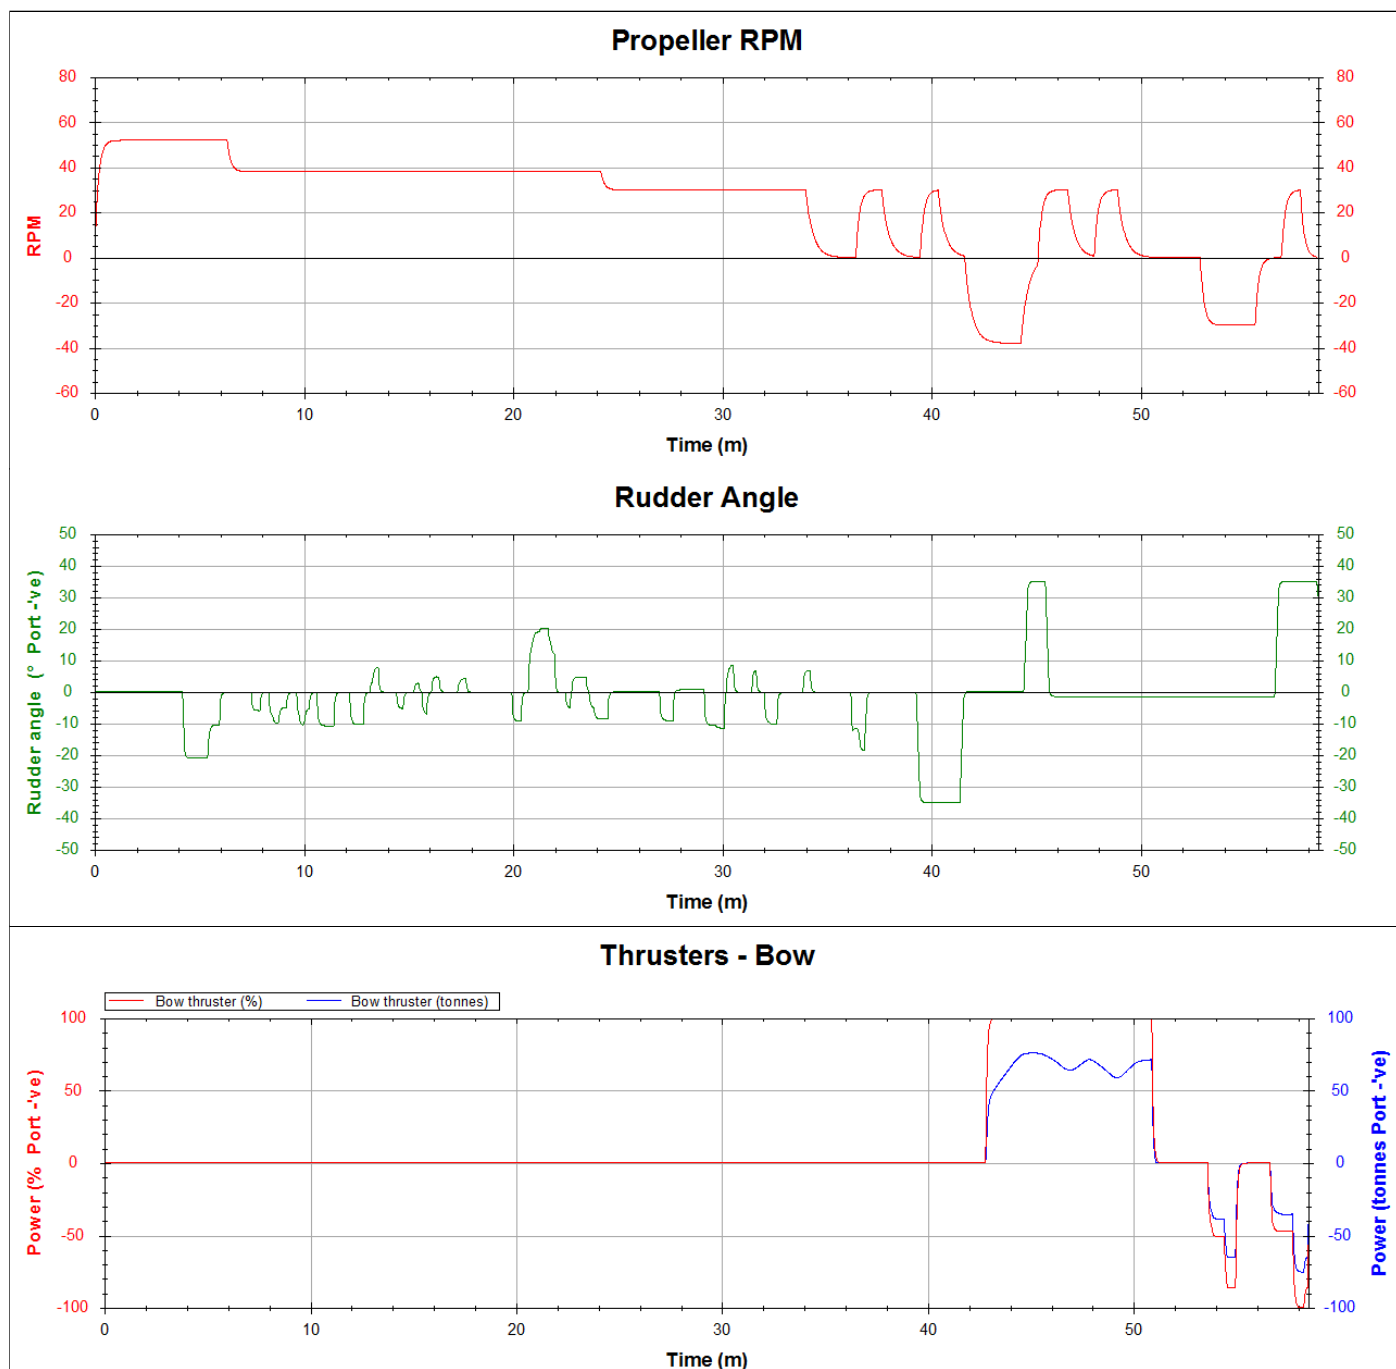 Propeller RPM
80 80
60 60
40 40
20 20
0 0
-20 -20
-40 -40
-60 -60
RPM
0 10 20 30 40 50
Time (m)
Rudder Angle
50 50
40 40
30 30
20 20
10 10
0 0
-10 -10
-20 -20
-30 -30
-40 -40
-50 -50
Rudder angle (° Port -'ve)
0 10 20 30 40 50
Time (m)
Thrusters - Bow
Bow thruster (%) Bow thruster (tonnes)
100 100
50 50
0 0
-50 -50
-100 -100
Power (% Port -'ve)
Power (tonnes Port -'ve)
0 10 20 30 40 50
Time (m)